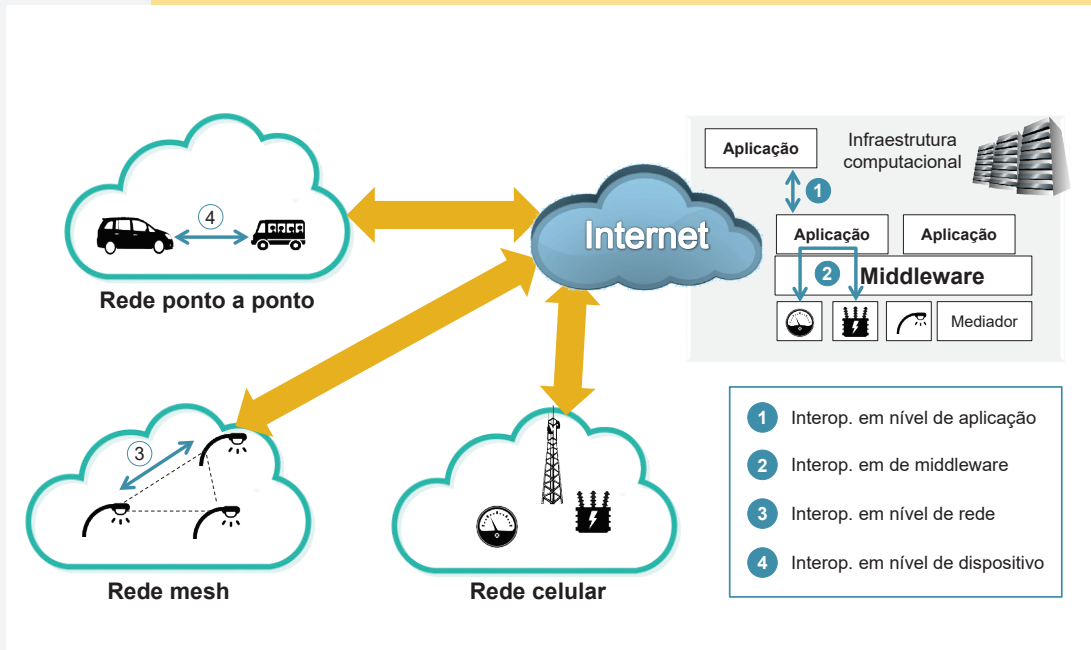 Aplicação
Infraestrutura
computacional
1
4
Internet
Aplicação
Aplicação
2
Middleware
Mediador
Rede ponto a ponto
3
Rede mesh
Rede celular
1 Interop. em nível de aplicação
2 Interop. em de middleware
3 Interop. em nível de rede
4 Interop. em nível de dispositivo